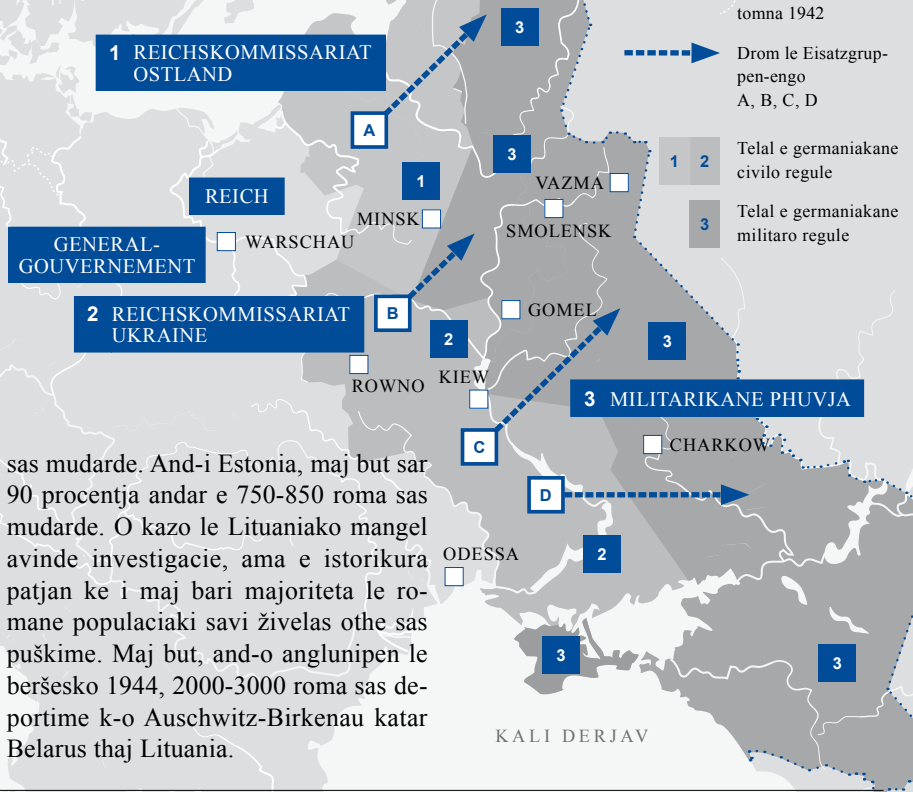 tomna 1942
Drom le Eisatzgrup-
pen-engo
A, B, C, D
1 2
Telal e germaniakane
civilo regule
3
Telal e germaniakane
militaro regule
1 REICHSKOMMISSARIAT
OSTLAND
3
A
3
1
VAZMA
REICH
MINSK
SMOLENSK
GENERAL-
GOUVERNEMENT
WARSCHAU
2 REICHSKOMMISSARIAT
UKRAINE
B
GOMEL
2
3
ROWNO
KIEW
3 MILITARIKANE PHUVJA
C
CHARKOW
D
ODESSA
2
3
3
KALI DERJAV
sas mudarde. And-i Estonia, maj but sar
90 procentja andar e 750-850 roma sas
mudarde. O kazo le Lituaniako mangel
avinde investigacie, ama e istorikura
patjan ke i maj bari majoriteta le ro-
mane populaciaki savi živelas othe sas
puškime. Maj but, and-o anglunipen le
beršesko 1944, 2000-3000 roma sas de-
portime k-o Auschwitz-Birkenau katar
Belarus thaj Lituania.